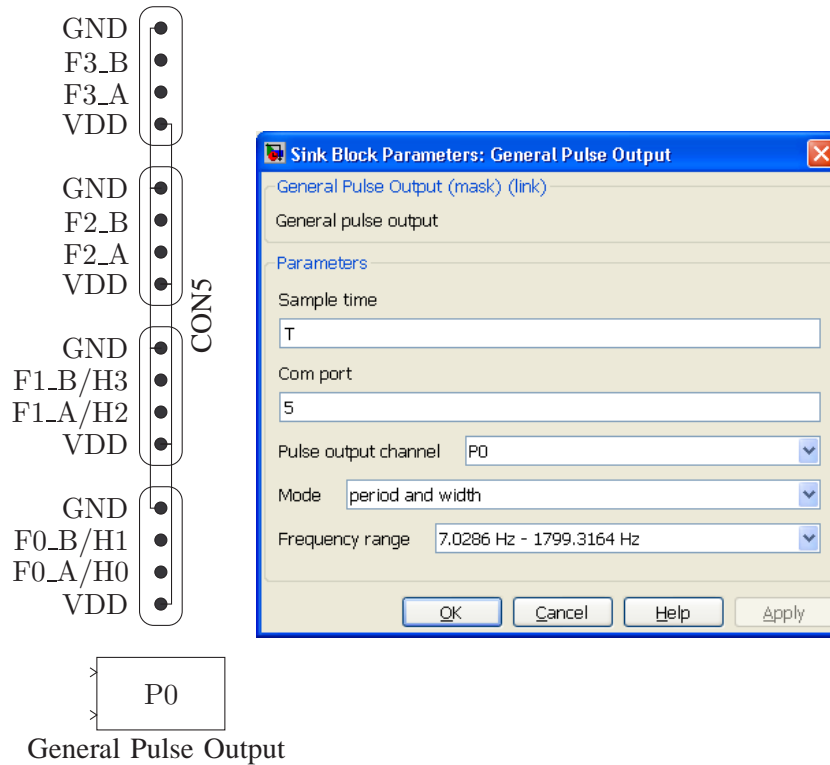 GND
F3_B
F3_A
VDD
GND
F2_B
F2_A
VDD
CON5
GND
F1_B/H3
F1_A/H2
VDD
GND
F0_B/H1
F0_A/H0
VDD
P0
General Pulse Output
Sink Block Parameters: General Pulse Output
General Pulse Output (mask) (link)
General pulse output
Parameters
Sample time
T
Com port
5
Pulse output channel P0
Mode period and width
Frequency range 7.0286 Hz - 1799.3164 Hz
OK Cancel Help Apply